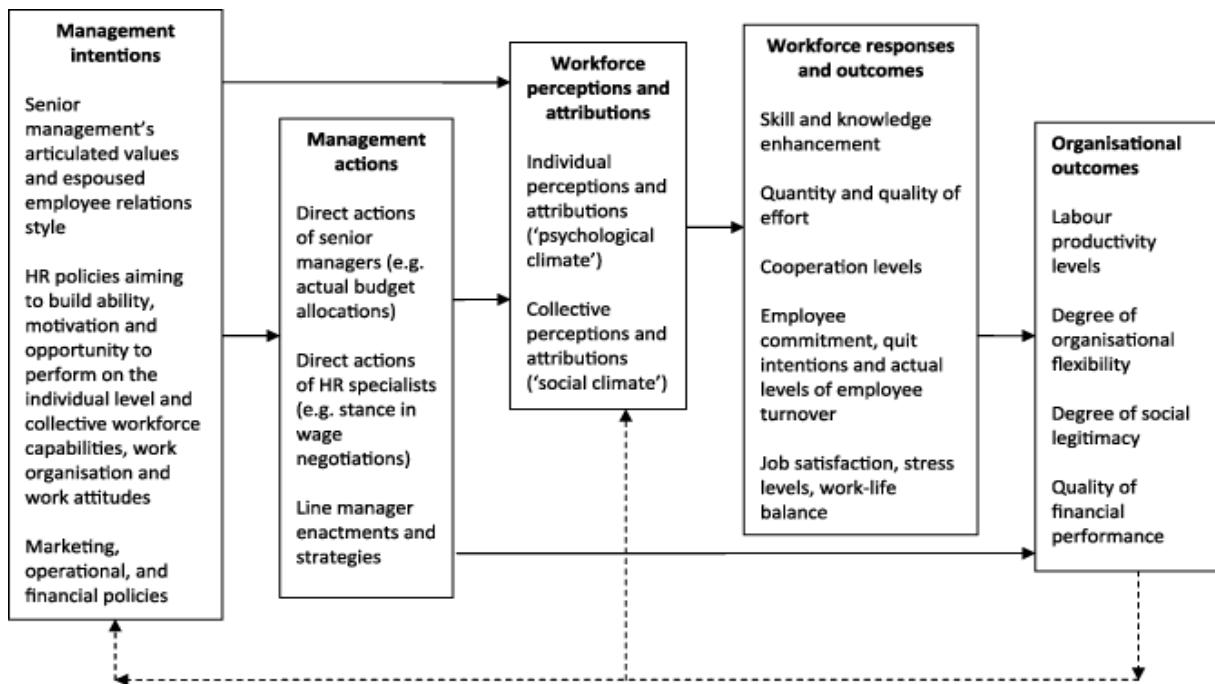 Management
intentions
Senior
management's
articulated values
and espoused
employee relations
style
HR policies aiming
to build ability,
motivation and
opportunity to
perform on the
individual level and
collective workforce
capabilities, work
organisation and
work attitudes
Marketing,
operational, and
financial policies
Management
actions
Direct actions
of senior
managers (e.g.
actual budget
allocations)
Direct actions
of HR specialists
(e.g. stance in
wage
negotiations)
Line manager
enactments and
strategies
Workforce
perceptions and
attributions
Individual
perceptions and
attributions
(‘psychological
climate’)
Collective
perceptions and
attributions
(‘social climate’)
Workforce responses
and outcomes
Skill and knowledge
enhancement
Quantity and quality of
effort
Cooperation levels
Employee
commitment, quit
intentions and actual
levels of employee
turnover
Job satisfaction, stress
levels, work-life
balance
Organisational
outcomes
Labour
productivity
levels
Degree of
organisational
flexibility
Degree of social
legitimacy
Quality of
financial
performance